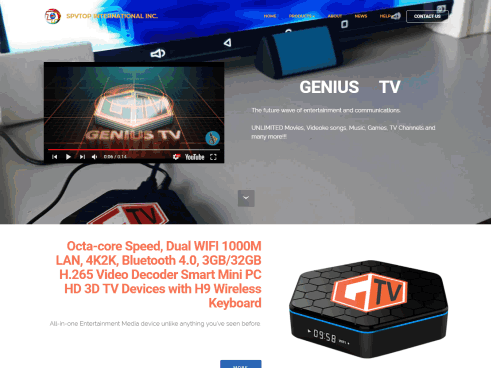 SPVTOP INTERNATIONAL INC.
HOME PRODUCTS ABOUT NEWS HELP CONTACT US
GENIUS TV
The future wave of entertainment and communications
UNLIMITED Movies, Videoke songs, Music, Games, TV Channels and
many more!!!
GENIUS TV
0:06 / 0:14
YouTube
TV
Octa-core Speed, Dual WIFI 1000M
LAN, 4K2K, Bluetooth 4.0, 3GB/32GB
H.265 Video Decoder Smart Mini PC
HD 3D TV Devices with H9 Wireless
Keyboard
All-in-one Entertainment Media device unlike anything you've seen before.
MORE
GTV
09:58